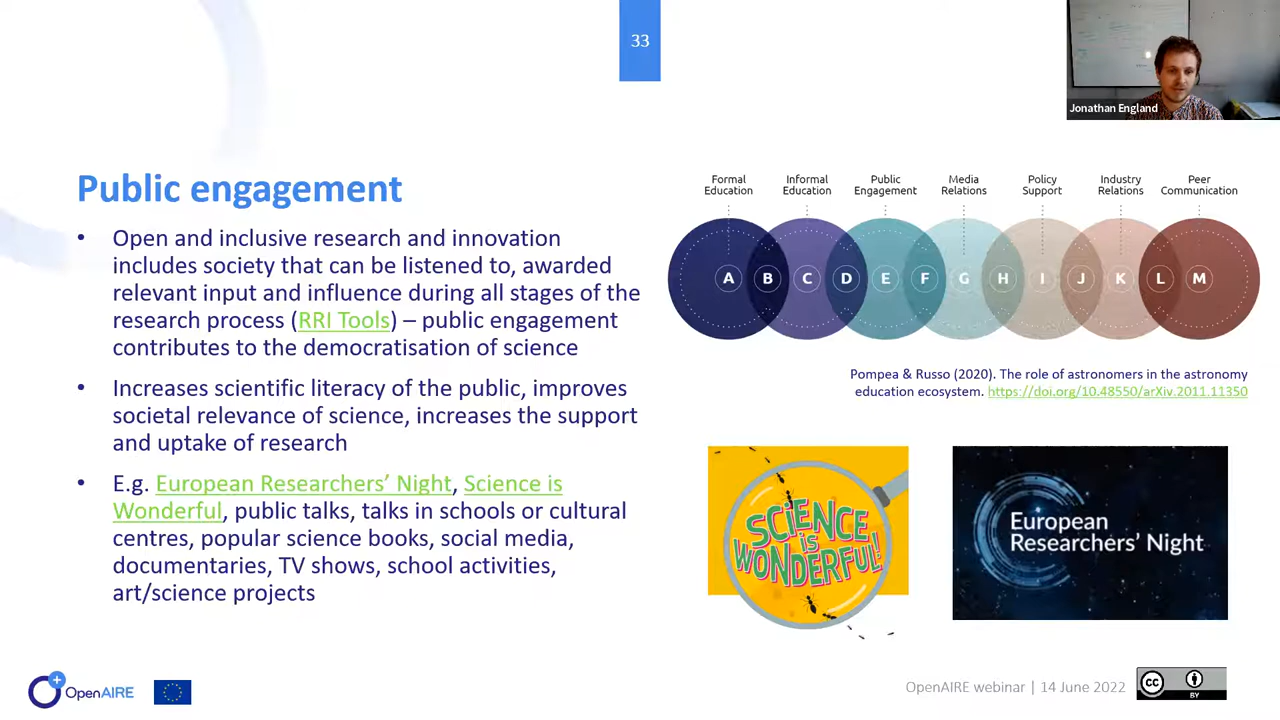 33
Jonathan England
Public engagement
• Open and inclusive research and innovation
includes society that can be listened to, awarded
relevant input and influence during all stages of the
research process (RRI Tools) – public engagement
contributes to the democratisation of science
• Increases scientific literacy of the public, improves
societal relevance of science, increases the support
and uptake of research
• E.g. European Researchers’ Night, Science is
Wonderful, public talks, talks in schools or cultural
centres, popular science books, social media,
documentaries, TV shows, school activities,
art/science projects
Formal Education
Informal Education
Public Engagement
Media Relations
Policy Support
Industry Relations
Peer Communication
A B C D E F G H I J K L M
Pompea & Russo (2020). The role of astronomers in the astronomy
education ecosystem. https://doi.org/10.48550/arXiv.2011.11350
SCiENCE
iS
WONDERFUL!
European
Researchers' Night
OpenAIRE
OpenAIRE webinar | 14 June 2022
CC
BY